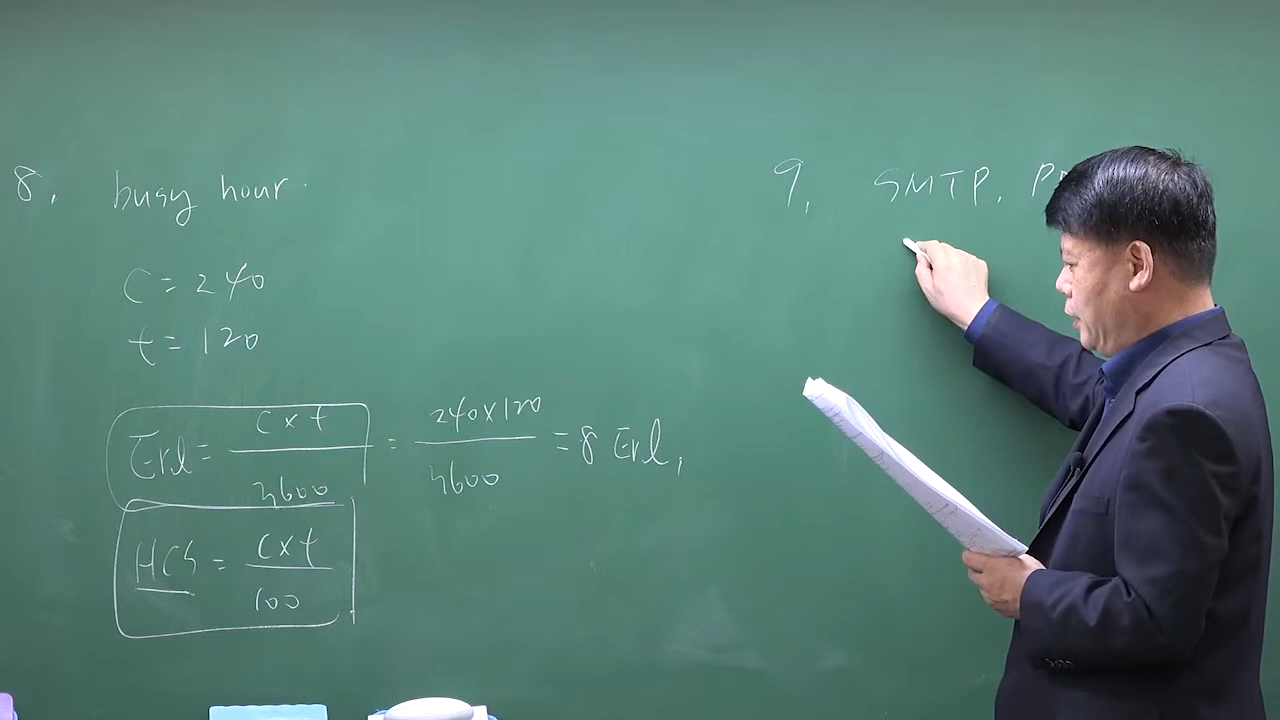 8. busy hour.
C = 240
t = 120
Erl = C×t / 3600 = 240×120 / 3600 = 8 Erl,
HCS = C×t / 100
9, SMTP, P